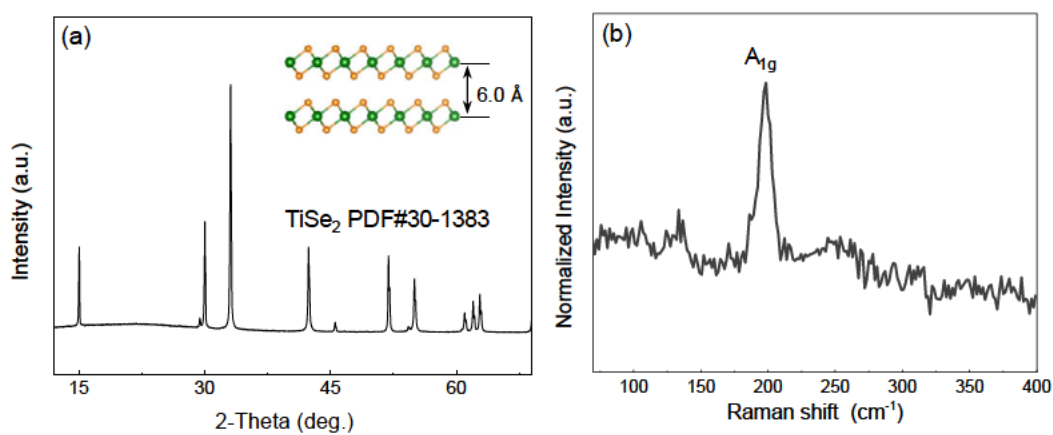 (a)
6.0 Å
TiSe₂ PDF#30-1383
Intensity (a.u.)
15 30 45 60
2-Theta (deg.)
(b)
A₁g
Normalized Intensity (a.u.)
100 150 200 250 300 350 400
Raman shift (cm⁻¹)